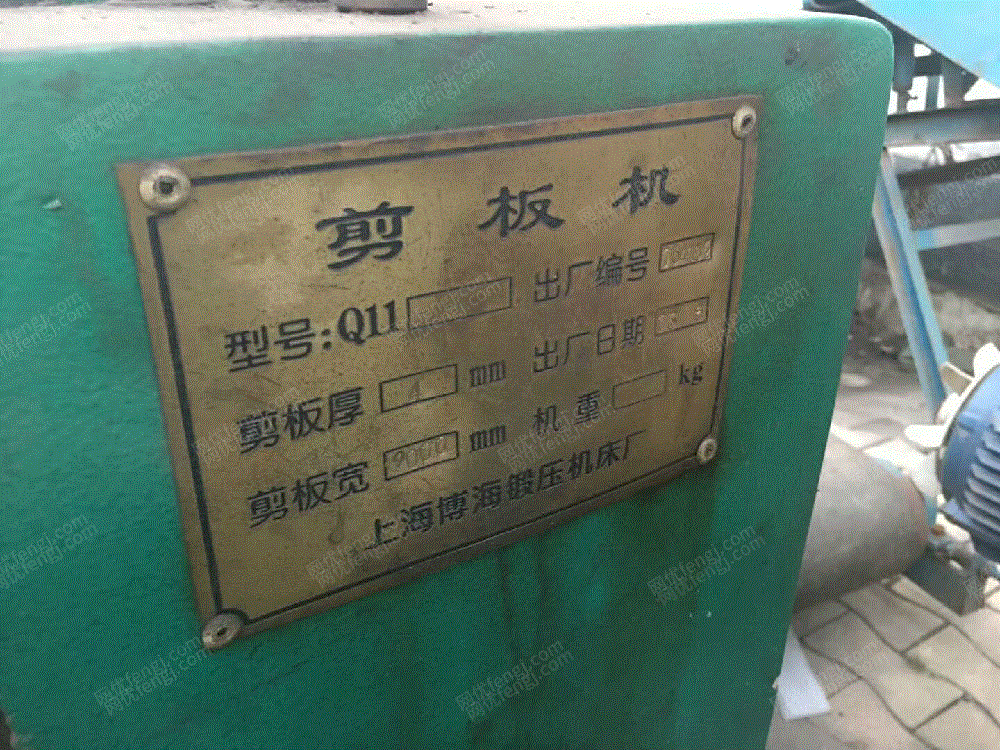 剪板机
型号:Q11 出厂编号
剪板厚 4 mm 出厂日期
剪板宽 mm 机重 kg
上海博海锻压机床厂